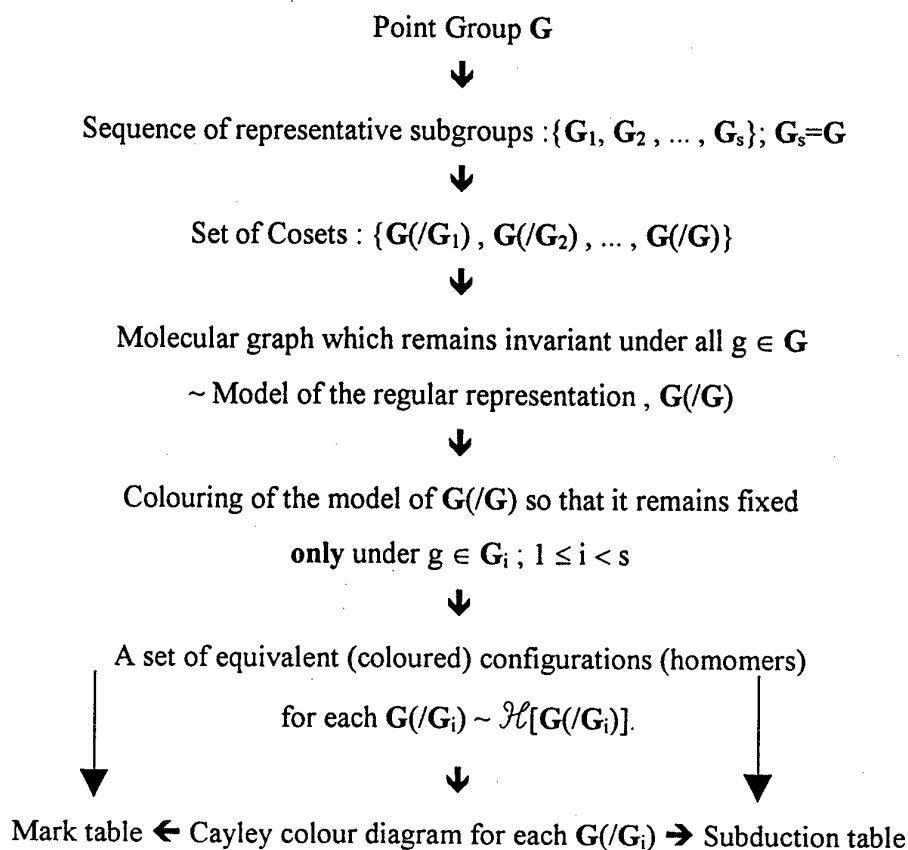 Point Group G
↓
Sequence of representative subgroups :{G₁, G₂ , ... , Gₛ}; Gₛ=G
↓
Set of Cosets : {G(/G₁) , G(/G₂) , ... , G(/G)}
↓
Molecular graph which remains invariant under all g ∈ G
~ Model of the regular representation , G(/G)
↓
Colouring of the model of G(/G) so that it remains fixed
only under g ∈ Gᵢ ; 1 ≤ i < s
↓
A set of equivalent (coloured) configurations (homomers)
for each G(/Gᵢ) ~ ℋ[G(/Gᵢ)].
↓
Mark table ← Cayley colour diagram for each G(/Gᵢ) → Subduction table